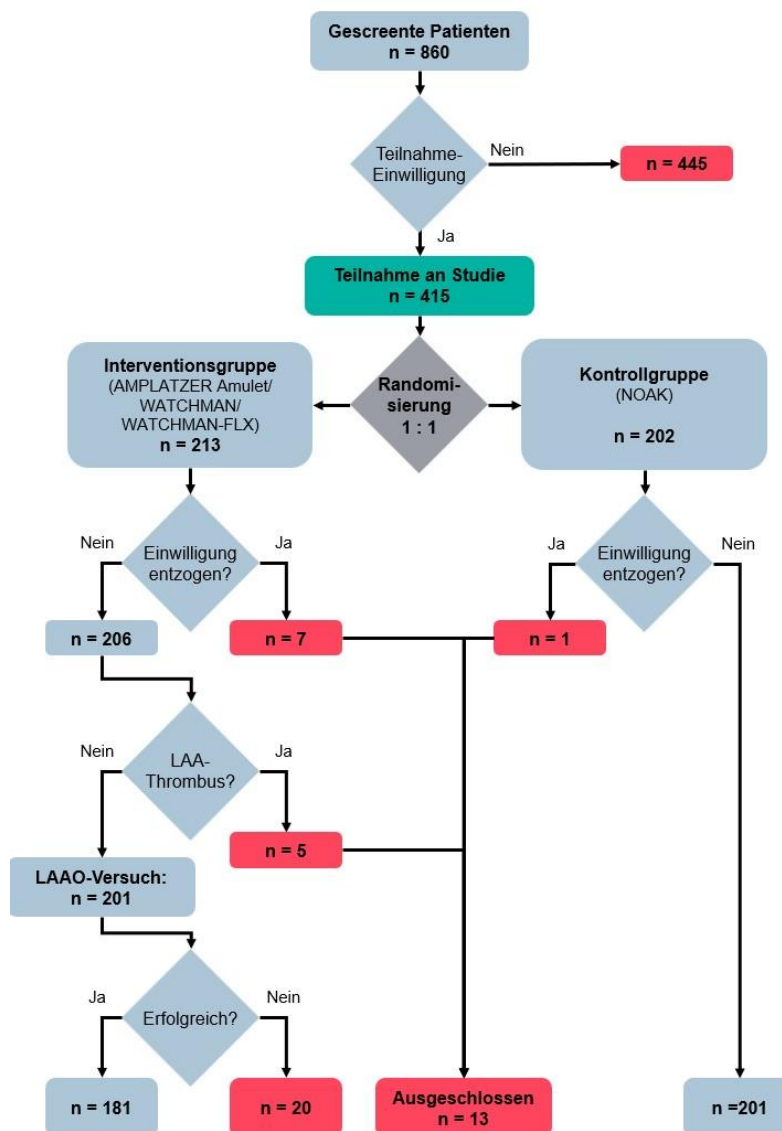 Gescreente Patienten
n = 860
Teilnahme-
Einwilligung
Nein
n = 445
Ja
Teilnahme an Studie
n = 415
Interventionsgruppe
(AMPLATZER Amulet/
WATCHMAN/
WATCHMAN-FLX)
n = 213
Randomi-
sierung
1 : 1
Kontrollgruppe
(NOAK)
n = 202
Nein
Einwilligung
entzogen?
Ja
Ja
Einwilligung
entzogen?
Nein
n = 206
n = 7
n = 1
Nein
LAA-
Thrombus?
Ja
n = 5
LAAO-Versuch:
n = 201
Ja
Erfolgreich?
Nein
n = 181
n = 20
Ausgeschlossen
n = 13
n =201